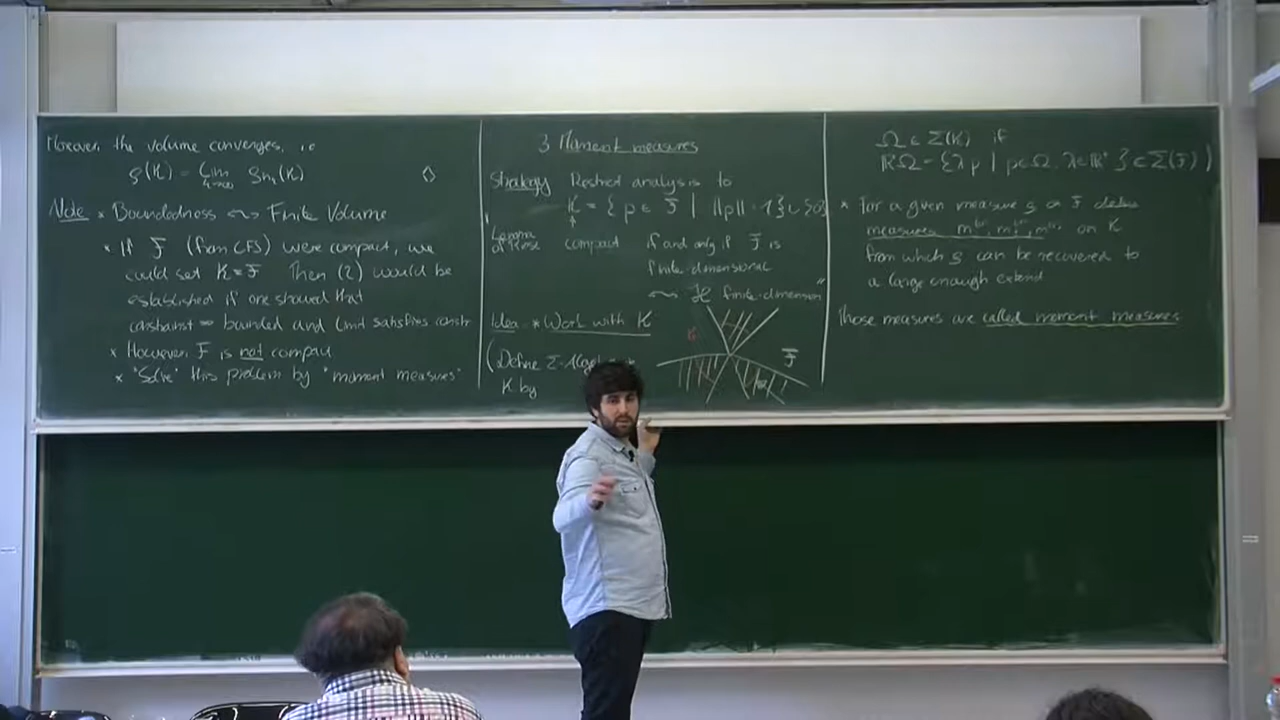 Moreover, the volume converges, i.e
ρ(K) = lim ρn(K) ◊
Note * Boundedness ⇝ Finite Volume
* If F (from CFS) were compact, we
could set K = F Then (2) would be
established if one showed that
bounded and limit satisfies constr
* However F is not compac
* "Solve" this problem by "moment measures"
3 Moment measures
Strategy Restrict analysis to
K = { p ∈ F | ||p|| = 1 } ∪ {0}
↑
compact if and only if F is
finite-dimensional
⇝ H finite-dimension"
Idea * Work with K
(Define
K by
K
F
Ω ∈ Σ(K) if
ℝΩ = {λp | p∈Ω, λ∈ℝ⁺ } ∈ Σ(F) )
* For a given measure ρ on F define
measures m⁽⁰⁾, m⁽¹⁾, m⁽²⁾ on K
from which ρ can be recovered to
a large enough extend
Those measures are called moment measures